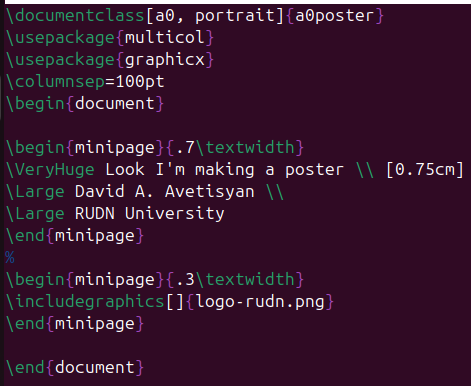 \documentclass[a0, portrait]{a0poster}
\usepackage{multicol}
\usepackage{graphicx}
\columnsep=100pt
\begin{document}

\begin{minipage}{.7\textwidth}
\VeryHuge Look I'm making a poster \\ [0.75cm]
\Large David A. Avetisyan \\
\Large RUDN University
\end{minipage}
%
\begin{minipage}{.3\textwidth}
\includegraphics[]{logo-rudn.png}
\end{minipage}

\end{document}